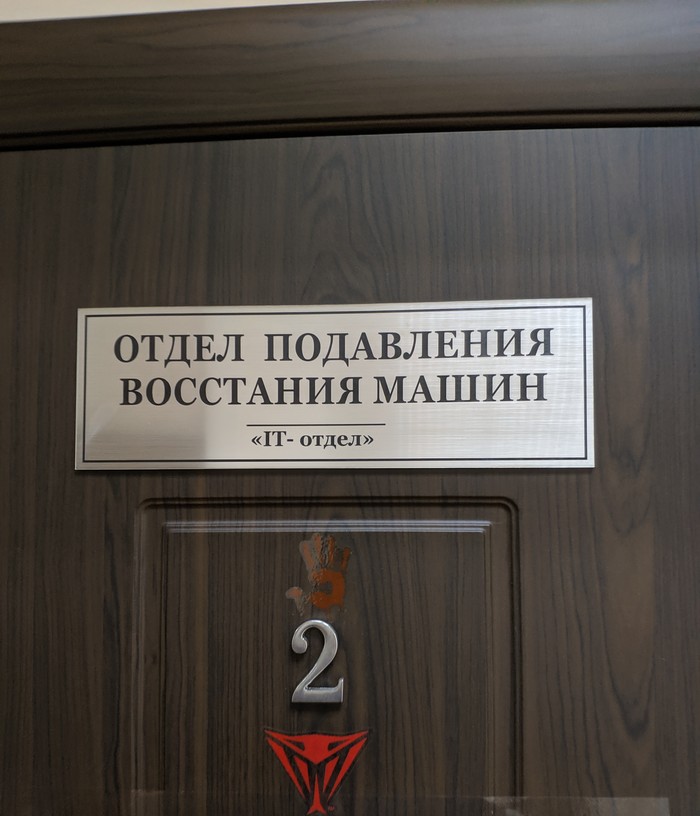 ОТДЕЛ ПОДАВЛЕНИЯ
ВОССТАНИЯ МАШИН
«IT- отдел»
2